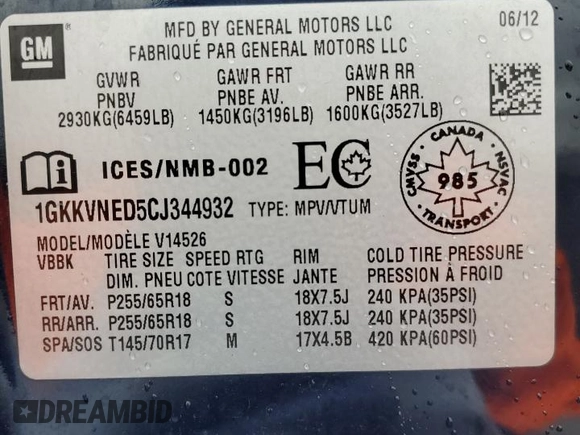 GM
MFD BY GENERAL MOTORS LLC
06/12
FABRIQUÉ PAR GENERAL MOTORS LLC
GVWR GAWR FRT GAWR RR
PNBV PNBE AV. PNBE ARR.
2930KG(6459LB) 1450KG(3196LB) 1600KG(3527LB)
i ICES/NMB-002 EC
CANADA
CMVSS NSVAC
985
TRANSPORT
1GKKVNED5CJ344932 TYPE: MPV/VTUM
MODEL/MODÈLE V14526
VBBK TIRE SIZE SPEED RTG RIM COLD TIRE PRESSURE
DIM. PNEU COTE VITESSE JANTE PRESSION À FROID
FRT/AV. P255/65R18 S 18X7.5J 240 KPA(35PSI)
RR/ARR. P255/65R18 S 18X7.5J 240 KPA(35PSI)
SPA/SOS T145/70R17 M 17X4.5B 420 KPA(60PSI)
DREAMBID